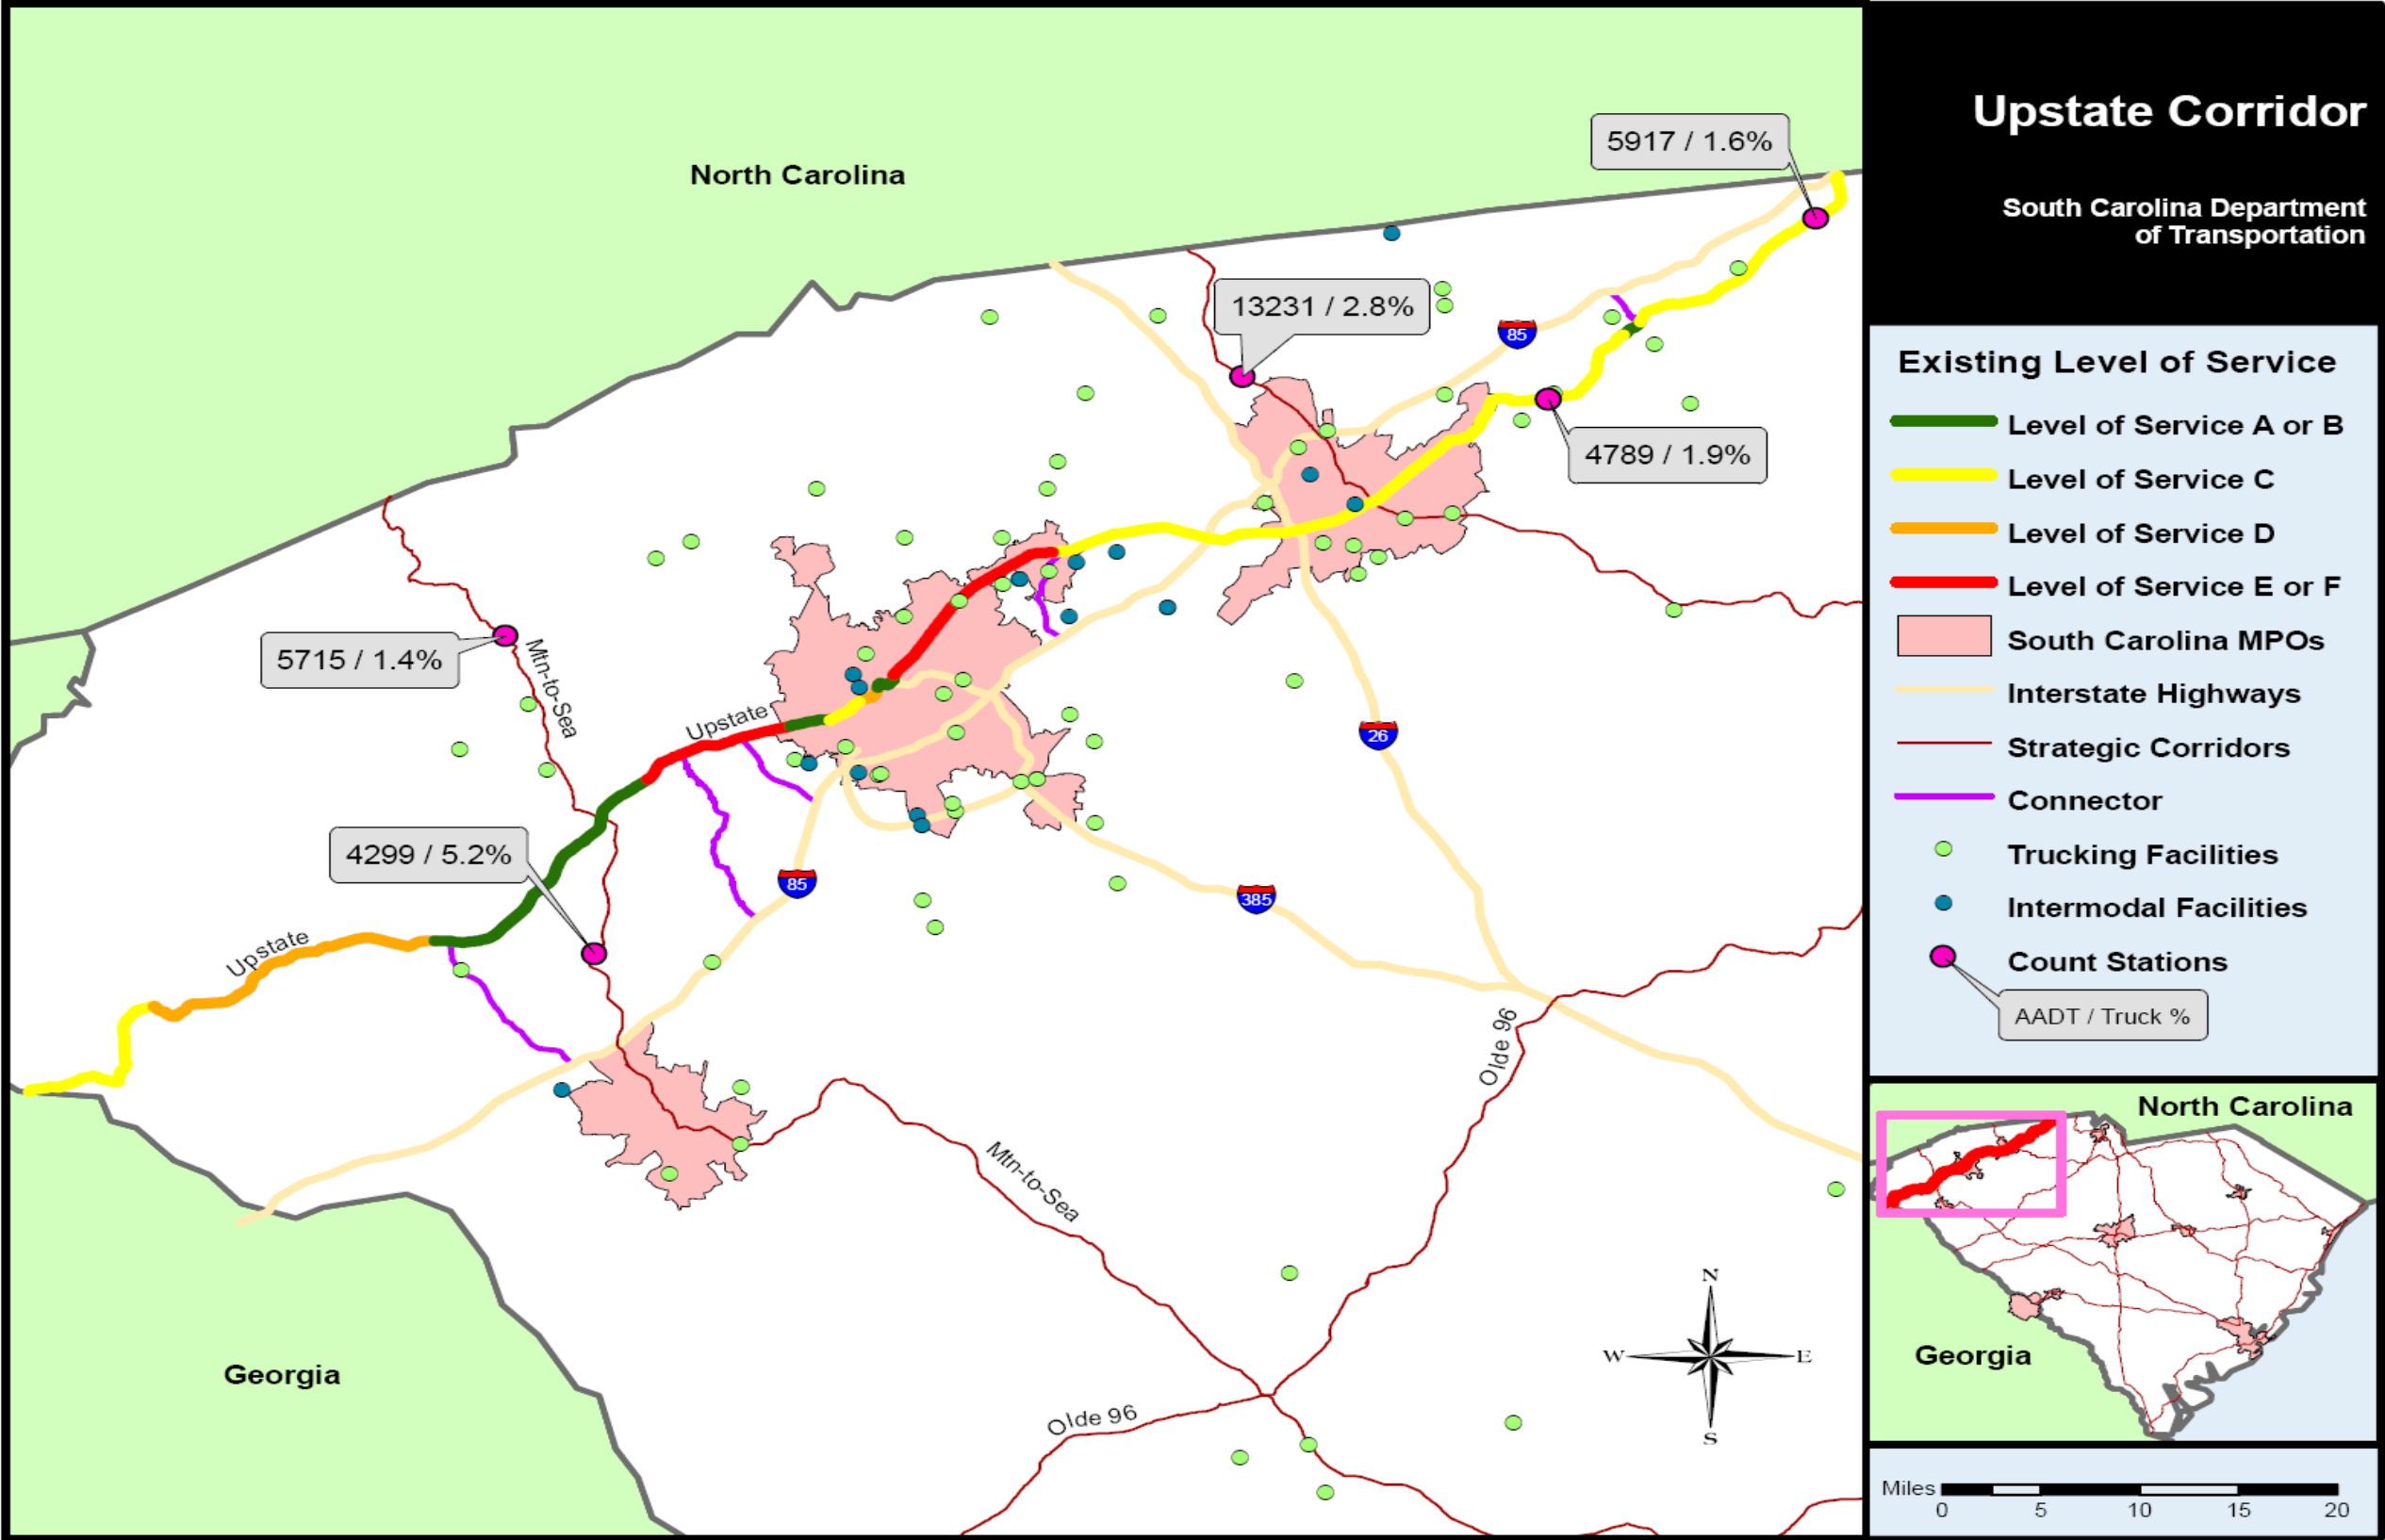 Upstate Corridor
South Carolina Department
of Transportation
Existing Level of Service
Level of Service A or B
Level of Service C
Level of Service D
Level of Service E or F
South Carolina MPOs
Interstate Highways
Strategic Corridors
Connector
Trucking Facilities
Intermodal Facilities
Count Stations
AADT / Truck %
North Carolina
Georgia
Miles
0 5 10 15 20
North Carolina
5917 / 1.6%
13231 / 2.8%
85
4789 / 1.9%
5715 / 1.4%
Mtn-to-Sea
Upstate
26
4299 / 5.2%
85
385
Upstate
Olde 96
Mtn-to-Sea
Georgia
Olde 96
N
W E
S